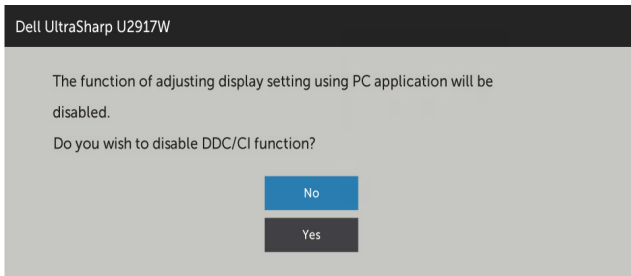 Dell UltraSharp U2917W
The function of adjusting display setting using PC application will be
disabled.
Do you wish to disable DDC/CI function?
No
Yes